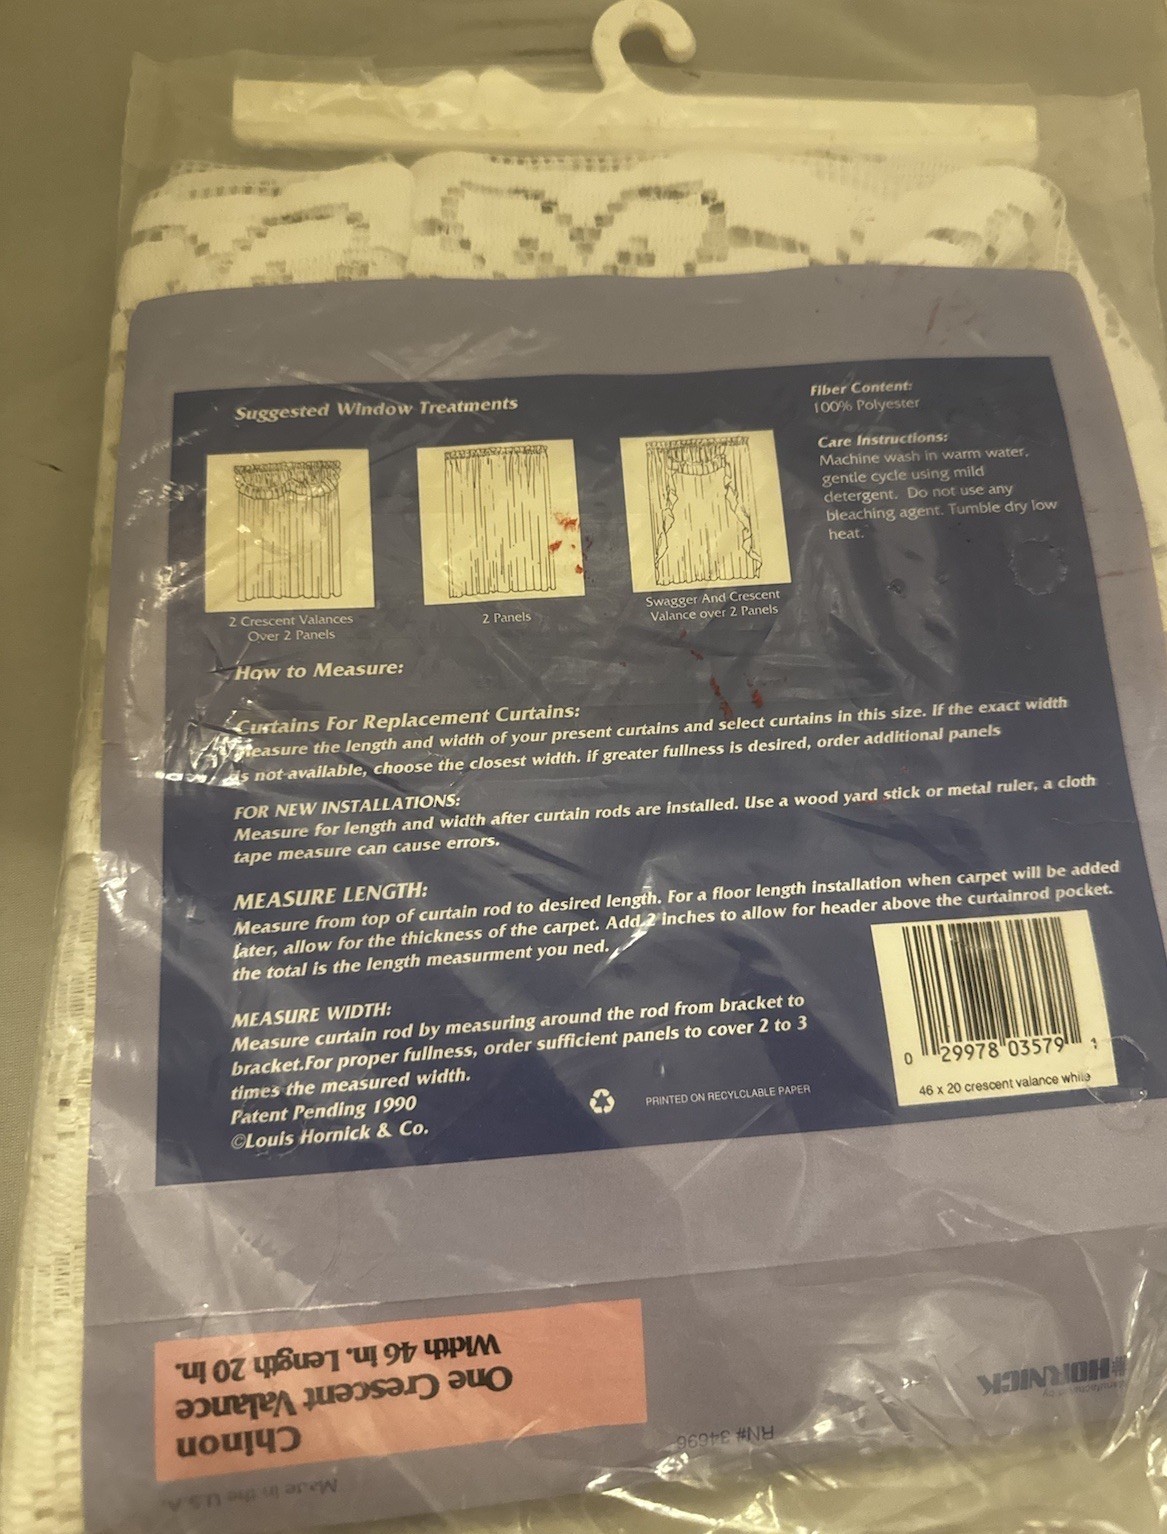 Suggested Window Treatments
2 Crescent Valances
Over 2 Panels
2 Panels
Swagger And Crescent
Valance over 2 Panels
Fiber Content:
100% Polyester
Care Instructions:
Machine wash in warm water,
gentle cycle using mild
detergent. Do not use any
bleaching agent. Tumble dry low
heat.
How to Measure:
Curtains For Replacement Curtains:
Measure the length and width of your present curtains and select curtains in this size. If the exact width
is not available, choose the closest width. if greater fullness is desired, order additional panels
FOR NEW INSTALLATIONS:
Measure for length and width after curtain rods are installed. Use a wood yard stick or metal ruler, a cloth
tape measure can cause errors.
MEASURE LENGTH:
Measure from top of curtain rod to desired length. For a floor length installation when carpet will be added
later, allow for the thickness of the carpet. Add 2 inches to allow for header above the curtainrod pocket.
the total is the length measurment you ned.
MEASURE WIDTH:
Measure curtain rod by measuring around the rod from bracket to
bracket.For proper fullness, order sufficient panels to cover 2 to 3
times the measured width.
Patent Pending 1990
©Louis Hornick & Co.
PRINTED ON RECYLCLABLE PAPER
0 29978 03579 1
46 x 20 crescent valance while
Made in the U.S.A.
Chinon
One Crescent Valance
Width 46 in. Length 20 in.
RN# 34696
HORNICK